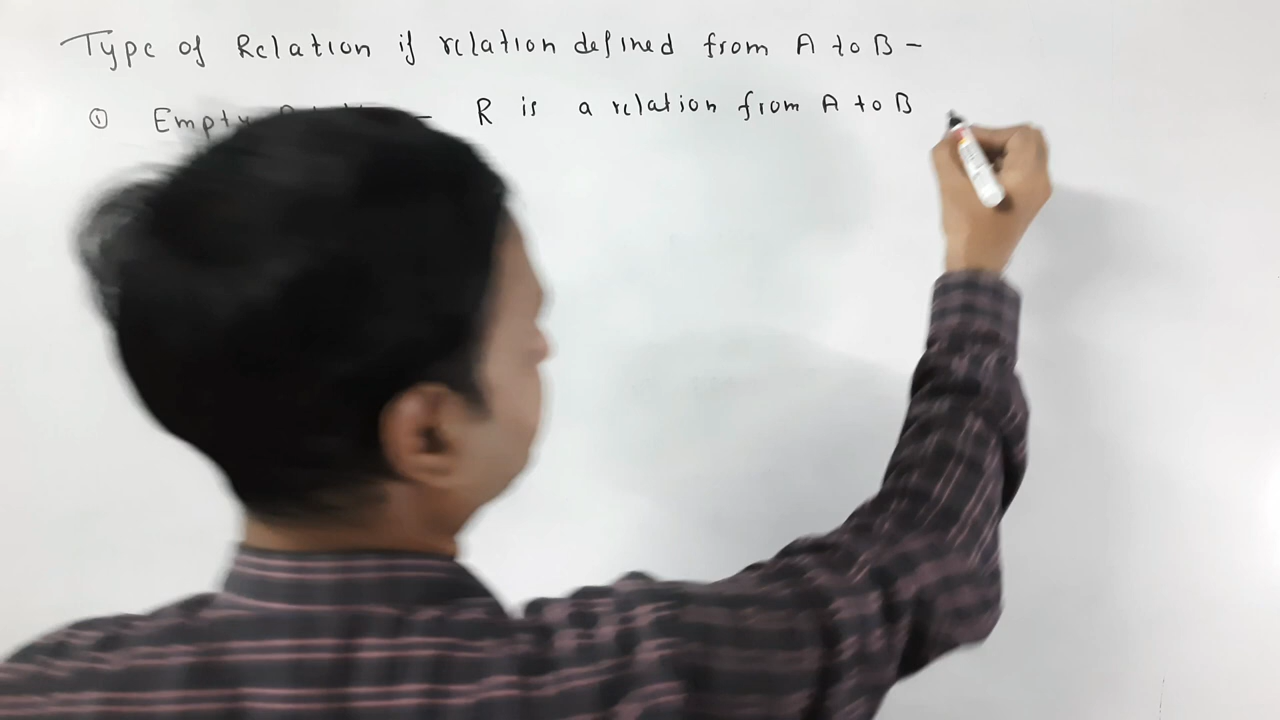 Type of Relation if relation defined from A to B -
① Empty - R is a relation from A to B